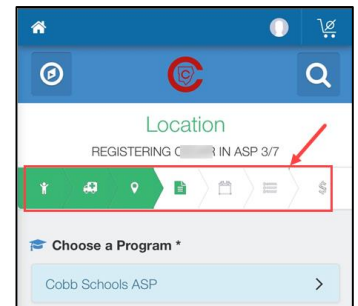 Location
REGISTERING C R IN ASP 3/7
$
Choose a Program *
Cobb Schools ASP